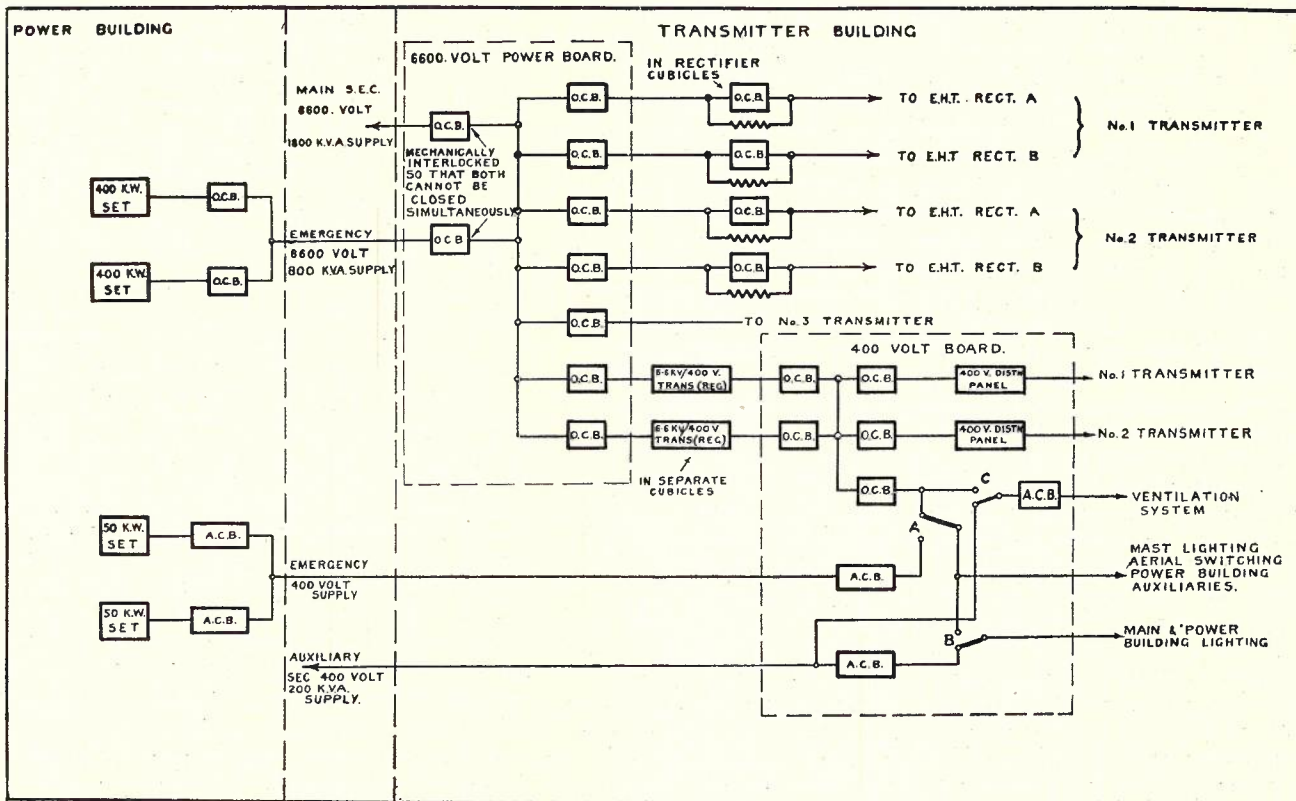 POWER BUILDING
TRANSMITTER BUILDING
6600. VOLT POWER BOARD.
IN RECTIFIER
CUBICLES
MAIN S.E.C.
6600. VOLT
1800 K.V.A. SUPPLY
O.C.B.
MECHANICALLY
INTERLOCKED
SO THAT BOTH
CANNOT BE
CLOSED
SIMULTANEOUSLY
O.C.B
O.C.B.
O.C.B.
TO E.H.T. RECT. A
O.C.B.
O.C.B.
TO E.H.T RECT. B
No.1 TRANSMITTER
O.C.B.
O.C.B.
TO E.H.T. RECT. A
O.C.B.
O.C.B.
TO E.H.T. RECT. B
No.2 TRANSMITTER
400 K.W.
SET
O.C.B.
400 K.W.
SET
O.C.B.
EMERGENCY
6600 VOLT
800 KVA. SUPPLY
O.C.B.
TO No.3 TRANSMITTER
400 VOLT BOARD.
O.C.B.
6·6KV/400 V.
TRANS (REG)
O.C.B.
O.C.B.
400 V. DISTN
PANEL
No.1 TRANSMITTER
O.C.B.
6·6KV/400V
TRANS (REG)
O.C.B.
O.C.B.
400 V. DISTN
PANEL
No.2 TRANSMITTER
IN SEPARATE
CUBICLES
O.C.B
C
A.C.B.
VENTILATION
SYSTEM
A
50 K.W.
SET
A.C.B.
50 K.W.
SET
A.C.B.
EMERGENCY
400 VOLT
SUPPLY
A.C.B.
MAST LIGHTING
AERIAL SWITCHING
POWER BUILDING
AUXILIARIES.
B
MAIN & POWER
BUILDING LIGHTING
AUXILIARY
SEC 400 VOLT
200 K.V.A.
SUPPLY.
A.C.B.